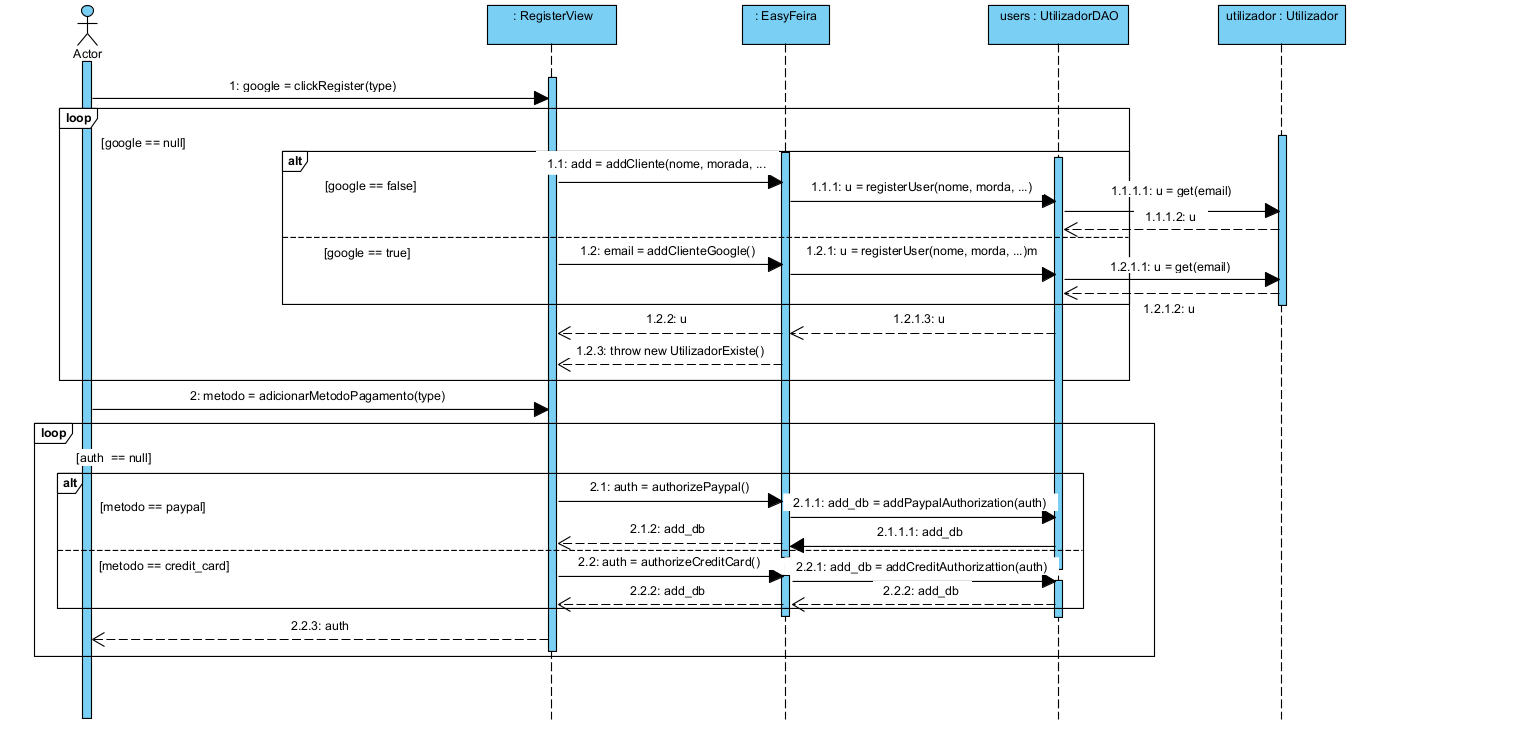 : RegisterView
: EasyFeira
users : UtilizadorDAO
utilizador : Utilizador
Actor
1: google = clickRegister(type)
loop
[google == null]
alt
1.1: add = addCliente(nome, morada, ...
[google == false]
1.1.1: u = registerUser(nome, morda, ...)
1.1.1.1: u = get(email)
1.1.1.2: u
[google == true]
1.2: email = addClienteGoogle()
1.2.1: u = registerUser(nome, morda, ...)m
1.2.1.1: u = get(email)
1.2.1.2: u
1.2.2: u
1.2.1.3: u
1.2.3: throw new UtilizadorExiste()
2: metodo = adicionarMetodoPagamento(type)
loop
[auth == null]
alt
2.1: auth = authorizePaypal()
[metodo == paypal]
2.1.1: add_db = addPaypalAuthorization(auth)
2.1.2: add_db
2.1.1.1: add_db
[metodo == credit_card]
2.2: auth = authorizeCreditCard()
2.2.1: add_db = addCreditAuthorizattion(auth)
2.2.2: add_db
2.2.2: add_db
2.2.3: auth